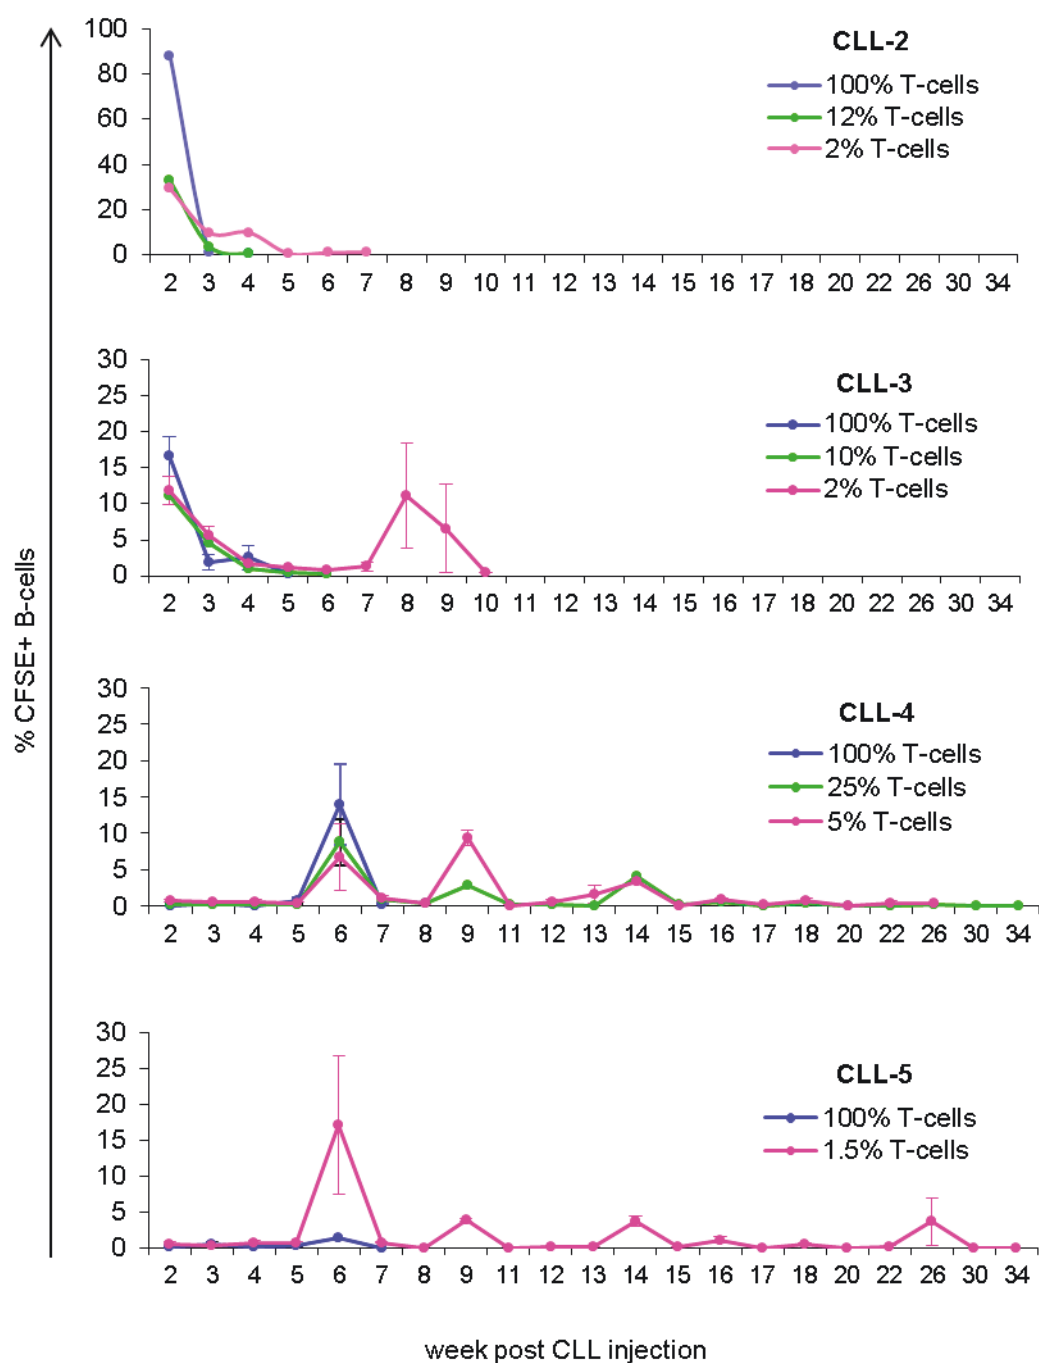 % CFSE+ B-cells
CLL-2
100% T-cells
12% T-cells
2% T-cells
100
80
60
40
20
0
2 3 4 5 6 7 8 9 10 11 12 13 14 15 16 17 18 20 22 26 30 34
CLL-3
100% T-cells
10% T-cells
2% T-cells
30
25
20
15
10
5
0
2 3 4 5 6 7 8 9 10 11 12 13 14 15 16 17 18 20 22 26 30 34
CLL-4
100% T-cells
25% T-cells
5% T-cells
30
25
20
15
10
5
0
2 3 4 5 6 7 8 9 11 12 13 14 15 16 17 18 20 22 26 30 34
CLL-5
100% T-cells
1.5% T-cells
30
25
20
15
10
5
0
2 3 4 5 6 7 8 9 11 12 13 14 15 16 17 18 20 22 26 30 34
week post CLL injection